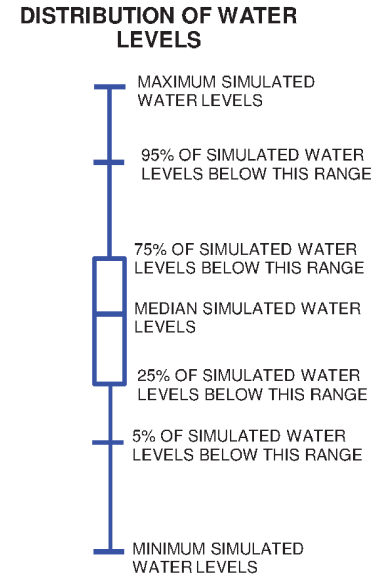 DISTRIBUTION OF WATER
LEVELS
MAXIMUM SIMULATED
WATER LEVELS
95% OF SIMULATED WATER
LEVELS BELOW THIS RANGE
75% OF SIMULATED WATER
LEVELS BELOW THIS RANGE
MEDIAN SIMULATED WATER
LEVELS
25% OF SIMULATED WATER
LEVELS BELOW THIS RANGE
5% OF SIMULATED WATER
LEVELS BELOW THIS RANGE
MINIMUM SIMULATED
WATER LEVELS